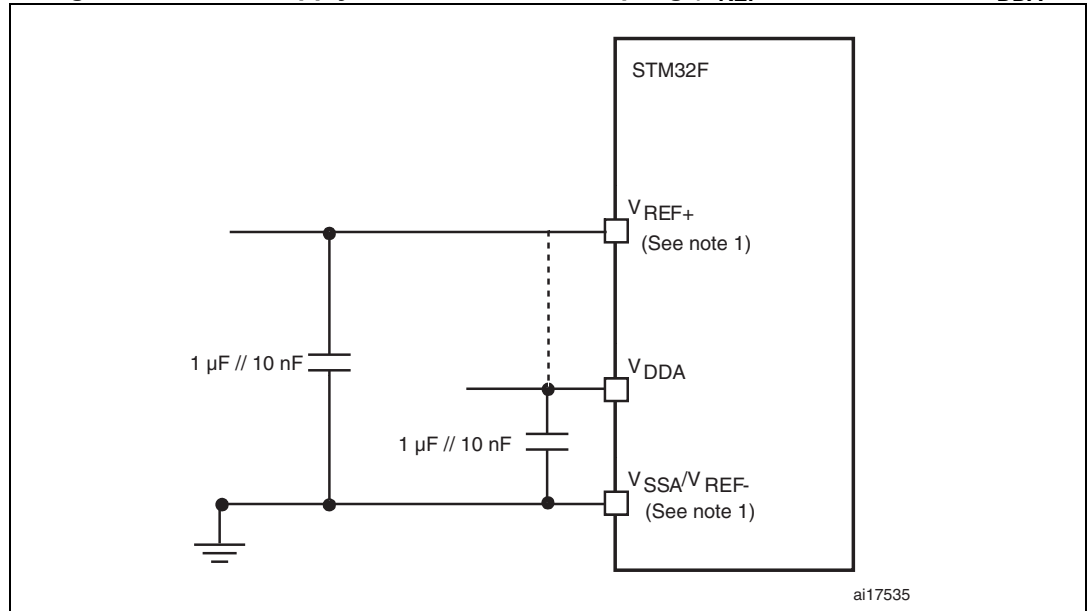 STM32F
VREF+
(See note 1)
1 µF // 10 nF
VDDA
1 µF // 10 nF
VSSA/VREF-
(See note 1)
ai17535